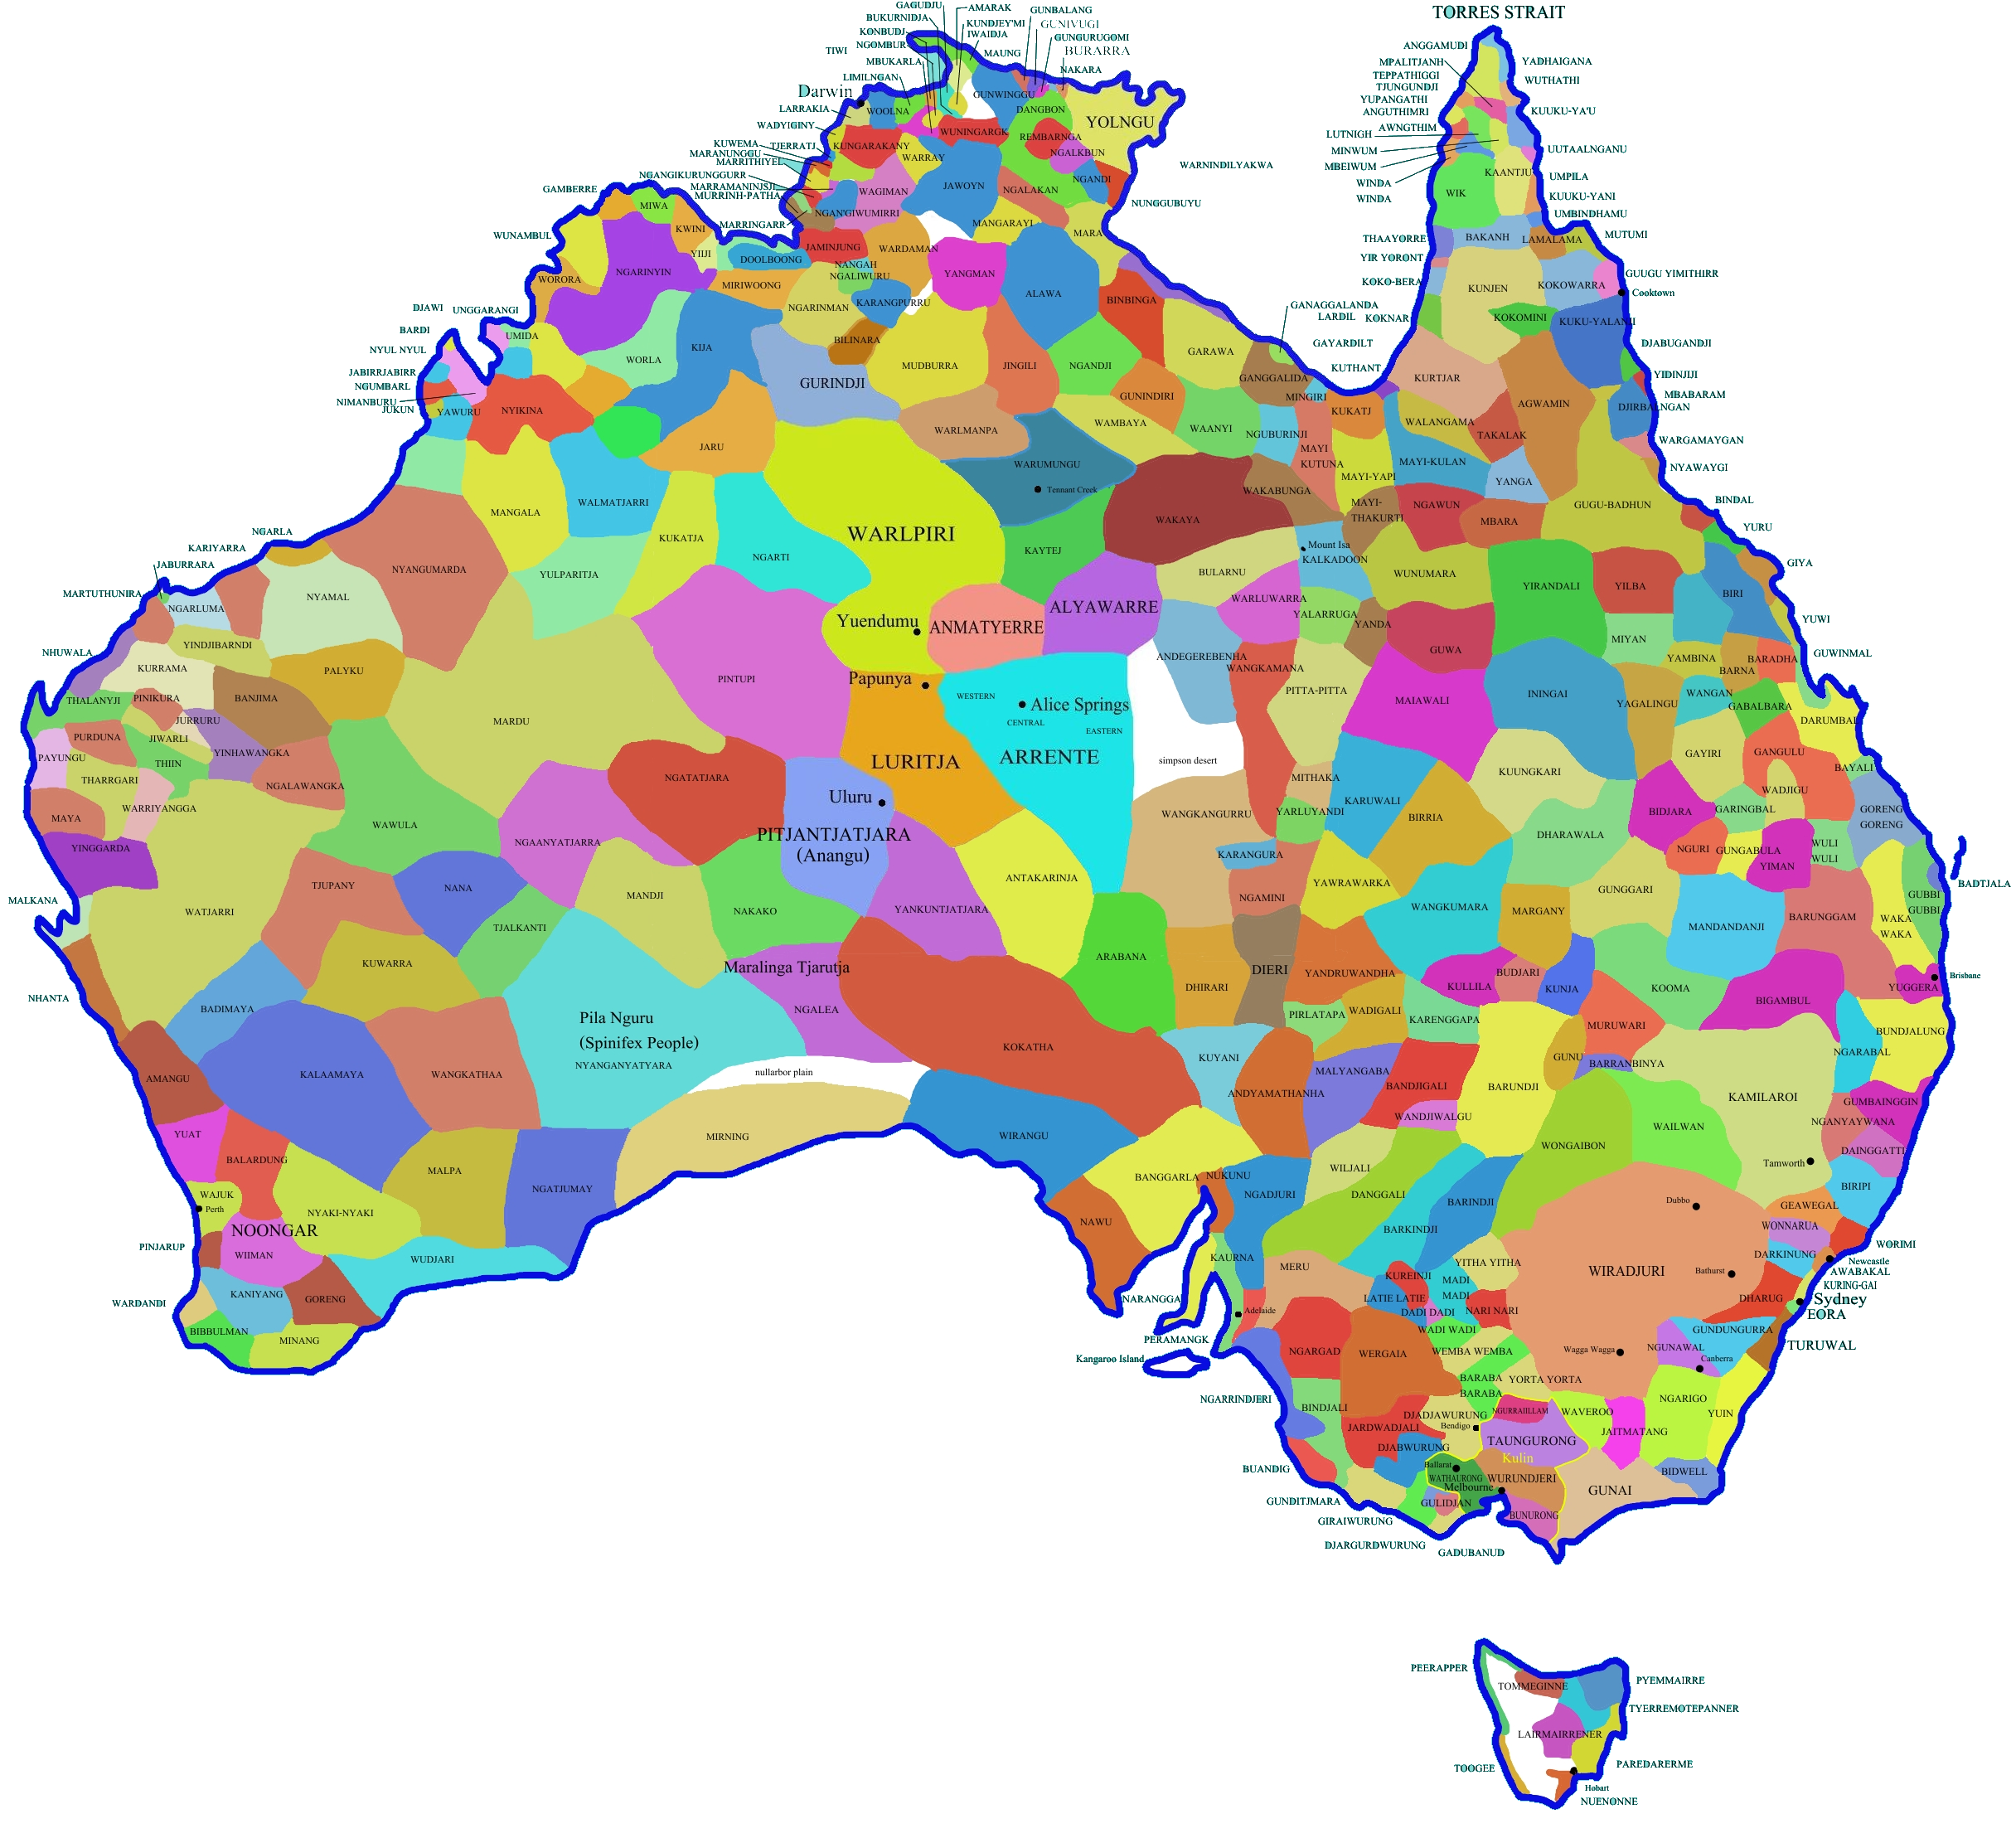 TORRES STRAIT
GAGUDJU
AMARAK
GUNBALANG
BUKURNIDJA
KUNDJEY'MI
GUNIVUGI
KONBUDJ
IWAIDJA
GUNGURUGOMI
NGOMBUR
MAUNG
BURARRA
TIWI
MBUKARLA
NAKARA
LIMILNGAN
GUNWINGGU
Darwin
LARRAKIA
WOOLNA
DANGBON
YOLNGU
WADYIGINY
WUNINGARGK
REMBARNGA
KUWEMA
TJERRATJ
KUNGARAKANY
NGALKBUN
MARANUNGGU
WARRAY
MARRITHIYEL
WARNINDILYAKWA
NGANGIKURUNGGURR
NGANDI
MARRAMANINJSJI
WAGIMAN
JAWOYN
NGALAKAN
MURRINH-PATHA
NUNGGUBUYU
NGAN'GIWUMIRRI
MARRINGARR
MANGARAYI
MARA
JAMINJUNG
WARDAMAN
GAMBERRE
MIWA
WUNAMBUL
KWINI
YIIJI
DOOLBOONG
NANGAH
NGALIWURU
YANGMAN
NGARINYIN
WORORA
MIRIWOONG
NGARINMAN
KARANGPURRU
ALAWA
BINBINGA
DJAWI
UNGGARANGI
BARDI
UMIDA
NYUL NYUL
WORLA
KIJA
BILINARA
JABIRRJABIRR
NGUMBARL
NIMANBURU
JUKUN
YAWURU
NYIKINA
GURINDJI
MUDBURRA
JINGILI
NGANDJI
GARAWA
GANAGGALANDA
LARDIL
GAYARDILT
KUTHANT
GANGGALIDA
MINGIRI
GUNINDIRI
KUKATJ
WARLMANPA
WAMBAYA
WAANYI
NGUBURINJI
MAYI
KUTUNA
MAYI-YAPI
JARU
WARUMUNGU
Tennant Creek
WAKABUNGA
MAYI-
THAKURTI
WAKAYA
Mount Isa
KALKADOON
ANGGAMUDI
YADHAIGANA
MPALITJANH
TEPPATHIGGI
WUTHATHI
TJUNGUNDJI
YUPANGATHI
KUUKU-YA'U
ANGUTHIMRI
AWNGTHIM
LUTNIGH
MINWUM
UUTAALNGANU
MBEIWUM
KAANTJU
UMPILA
WINDA
WIK
KUUKU-YANI
WINDA
UMBINDHAMU
THAAYORRE
BAKANH
LAMALAMA
MUTUMI
YIR YORONT
GUUGU YIMITHIRR
KOKO-BERA
KUNJEN
KOKOWARRA
Cooktown
KOKNAR
KOKOMINI
KUKU-YALANJI
DJABUGANDJI
KURTJAR
YIDINJIJI
AGWAMIN
MBABARAM
DJIRBALNGAN
WALANGAMA
TAKALAK
WARGAMAYGAN
MAYI-KULAN
NYAWAYGI
YANGA
NGAWUN
GUGU-BADHUN
BINDAL
MBARA
YURU
GIYA
WUNUMARA
YIRANDALI
YILBA
BIRI
YUWI
MIYAN
GUWINMAL
GUWA
YAMBINA
BARADHA
BARNA
MAIAWALI
ININGAI
YAGALINGU
WANGAN
GABALBARA
DARUMBAL
MANGALA
WALMATJARRI
NGARLA
KUKATJA
WARLPIRI
KARIYARRA
NGARTI
KAYTEJ
JABURRARA
NYANGUMARDA
YULPARITJA
BULARNU
MARTUTHUNIRA
NGARLUMA
NYAMAL
ALYAWARRE
WARLUWARRA
YALARRUGA
YANDA
Yuendumu
ANMATYERRE
YINDJIBARNDI
NHUWALA
KURRAMA
PALYKU
ANDEGEREBENHA
WANGKAMANA
PINTUPI
Papunya
WESTERN
PITTA-PITTA
THALANYJI
PINIKURA
BANJIMA
Alice Springs
CENTRAL
EASTERN
JURRURU
MARDU
PURDUNA
JIWARLI
YINHAWANGKA
ARRENTE
PAYUNGU
THIIN
LURITJA
simpson desert
THARRGARI
NGATATJARA
MITHAKA
KUUNGKARI
GAYIRI
GANGULU
BAYALI
WARRIYANGGA
NGALAWANGKA
Uluru
WADJIGU
MAYA
WAWULA
PITJANTJATJARA
(Anangu)
WANGKANGURRU
YARLUYANDI
KARUWALI
BIRRIA
BIDJARA
GARINGBAL
GORENG
GORENG
YINGGARDA
NGAANYATJARRA
DHARAWALA
WULI
WULI
KARANGURA
NGURI
GUNGABULA
YIMAN
TJUPANY
NANA
MANDJI
ANTAKARINJA
NGAMINI
YAWRAWARKA
GUNGGARI
BADTJALA
MALKANA
WATJARRI
NAKAKO
YANKUNTJATJARA
WANGKUMARA
MARGANY
GUBBI
GUBBI
TJALKANTI
MANDANDANJI
BARUNGGAM
WAKA
WAKA
KUWARRA
Maralinga Tjarutja
ARABANA
DIERI
YANDRUWANDHA
BUDJARI
Brisbane
NHANTA
KULLILA
KUNJA
KOOMA
BIGAMBUL
YUGGERA
BADIMAYA
NGALEA
DHIRARI
PIRLATAPA
WADIGALI
KARENGGAPA
Pila Nguru
(Spinifex People)
MURUWARI
BUNDJALUNG
NYANGANYATYARA
KOKATHA
KUYANI
GUNU
BARRANBINYA
NGARABAL
AMANGU
KALAAMAYA
WANGKATHAA
nullarbor plain
ANDYAMATHANHA
MALYANGABA
BANDJIGALI
BARUNDJI
KAMILAROI
GUMBAINGGIN
WANDJIWALGU
NGANYAYWANA
YUAT
MIRNING
WIRANGU
WONGAIBON
WAILWAN
DAINGGATTI
BALARDUNG
MALPA
BANGGARLA
NUKUNU
WILJALI
Tamworth
WAJUK
NGATJUMAY
NGADJURI
DANGGALI
BARINDJI
BIRIPI
Perth
NYAKI-NYAKI
NAWU
BARKINDJI
Dubbo
GEAWEGAL
NOONGAR
WONNARUA
PINJARUP
WIIMAN
WUDJARI
KAURNA
MERU
YITHA YITHA
DARKINUNG
WORIMI
Newcastle
KUREINJI
MADI
MADI
WIRADJURI
Bathurst
AWABAKAL
KANIYANG
GORENG
NARANGGA
LATIE LATIE
KURING-GAI
WARDANDI
Adelaide
DADI DADI
NARI NARI
DHARUG
Sydney
EORA
BIBBULMAN
MINANG
PERAMANGK
WADI WADI
GUNDUNGURRA
Kangaroo Island
NGARGAD
WERGAIA
WEMBA WEMBA
Wagga Wagga
NGUNAWAL
TURUWAL
Canberra
BARABA
BARABA
YORTA YORTA
NGARRINDJERI
BINDJALI
NGARIGO
DJADJAWURUNG
NGURRAIILLAM
WAVEROO
YUIN
JARDWADJALI
Bendigo
TAUNGURONG
JAITMATANG
DJABWURUNG
Kulin
BUANDIG
Ballarat
WATHAURONG
WURUNDJERI
BIDWELL
Melbourne
GUNAI
GUNDITJMARA
GULIDJAN
BUNURONG
GIRAIWURUNG
DJARGURDWURUNG
GADUBANUD
PEERAPPER
PYEMMAIRRE
TOMMEGINNE
TYERREMOTEPANNER
LAIRMAIRRENER
TOOGEE
PAREDARERME
Hobart
NUENONNE